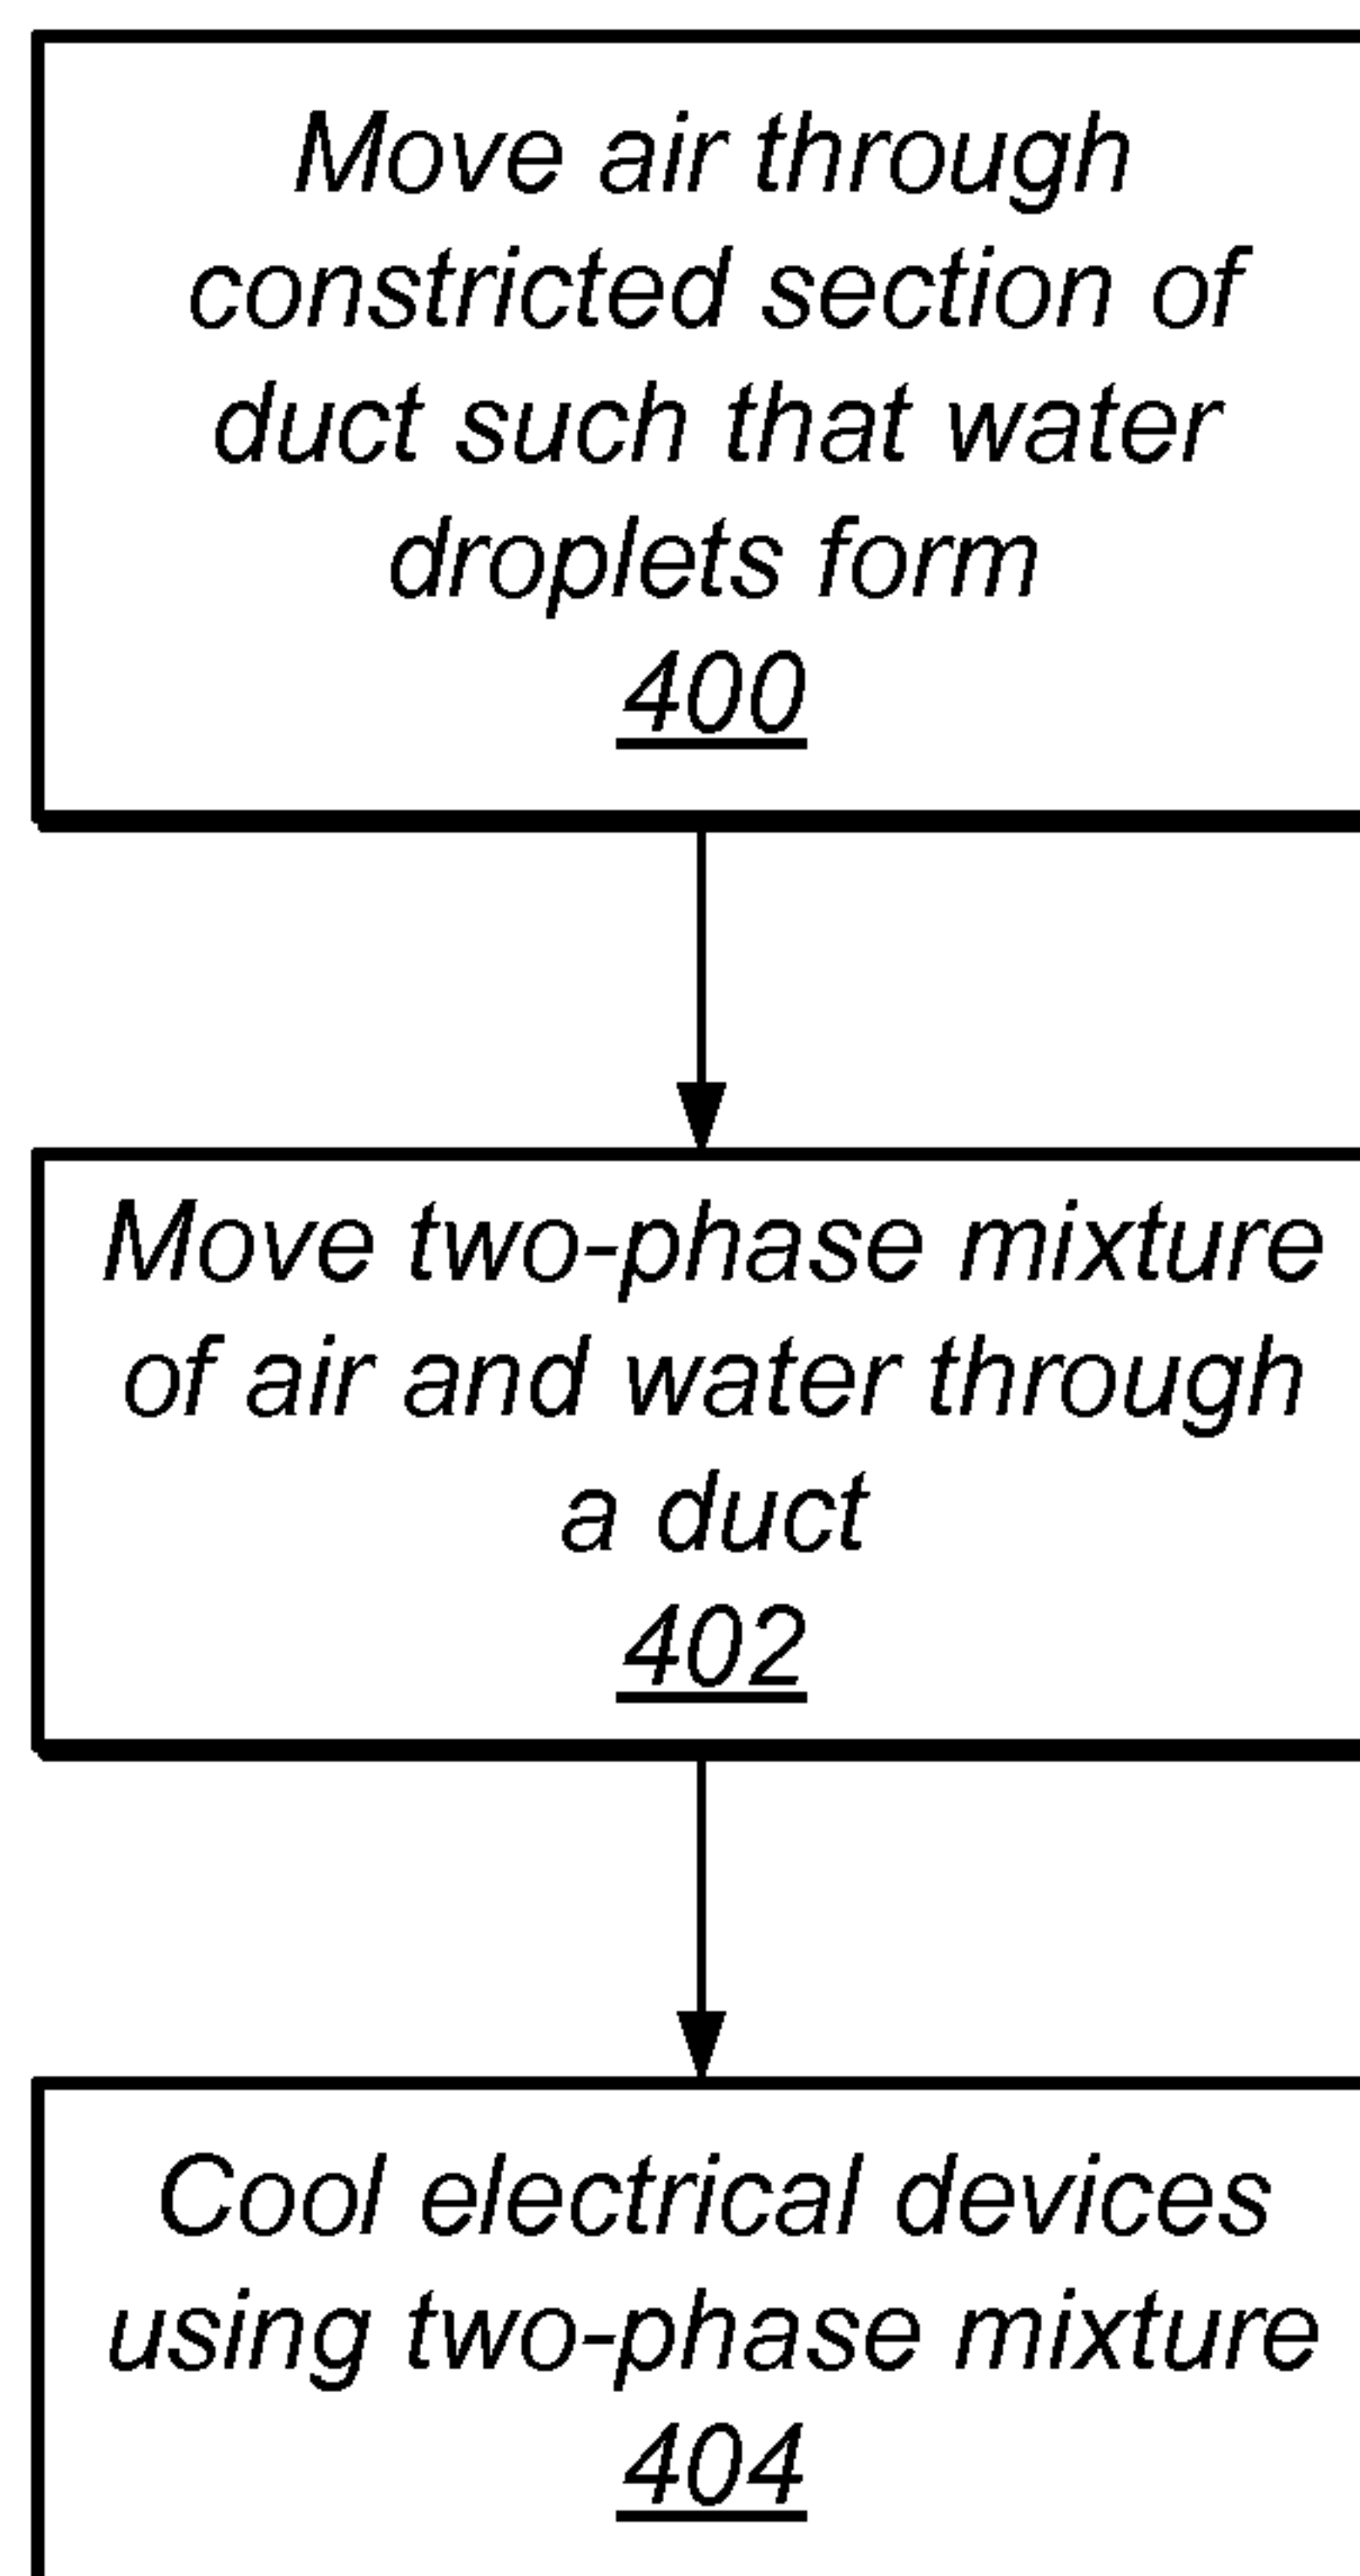 Move air through
constricted section of
duct such that water
droplets form
400
Move two-phase mixture
of air and water through
a duct
402
Cool electrical devices
using two-phase mixture
404